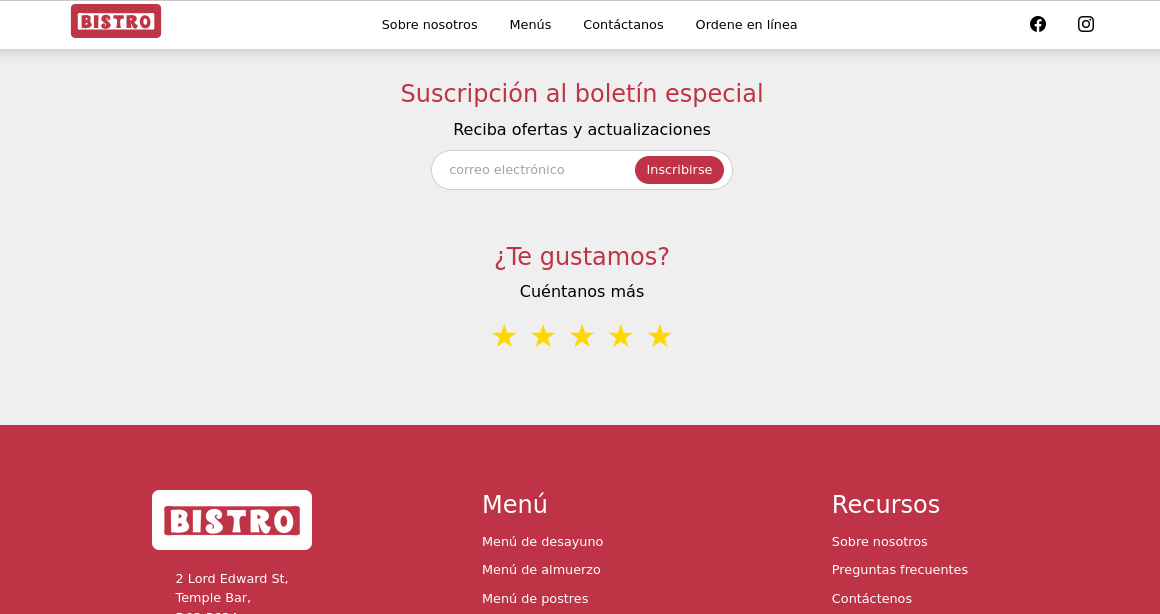 BISTRO
Sobre nosotros Menús Contáctanos Ordene en línea
Suscripción al boletín especial
Reciba ofertas y actualizaciones
correo electrónico Inscribirse
¿Te gustamos?
Cuéntanos más
BISTRO
2 Lord Edward St,
Temple Bar,
Menú
Menú de desayuno
Menú de almuerzo
Menú de postres
Recursos
Sobre nosotros
Preguntas frecuentes
Contáctenos